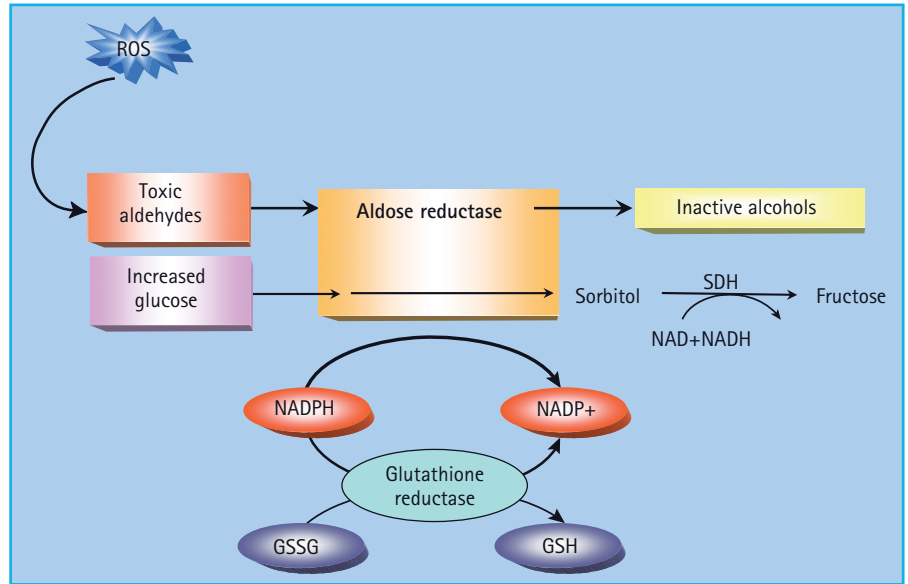 ROS
Toxic
aldehydes
Aldose reductase
Inactive alcohols
Increased
glucose
Sorbitol
SDH
Fructose
NAD+NADH
NADPH
NADP+
Glutathione
reductase
GSSG
GSH